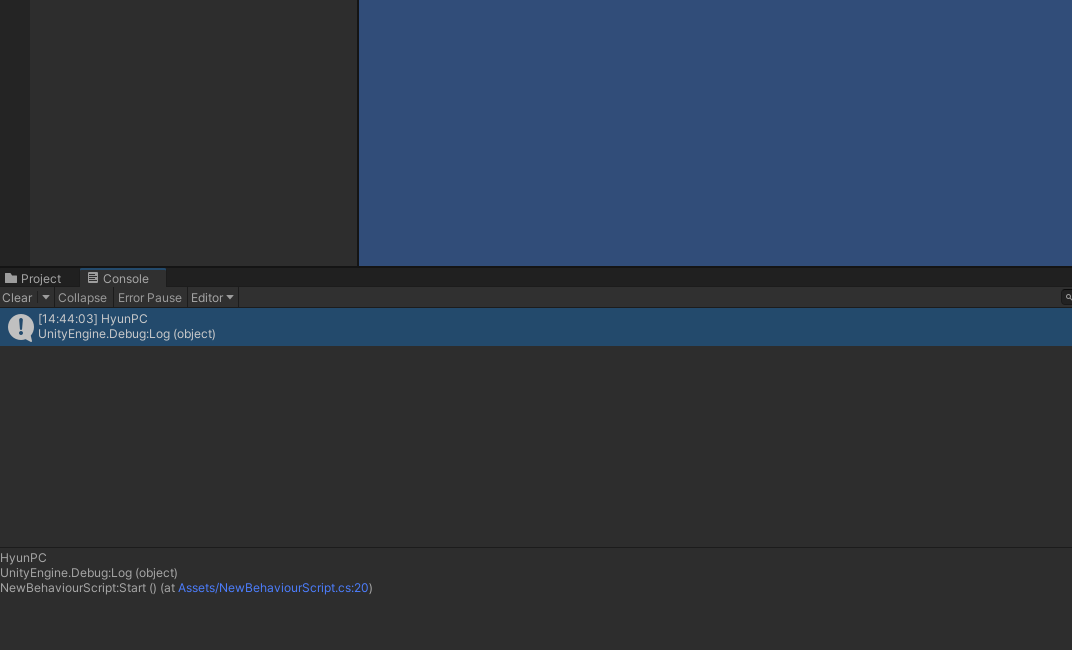 Project Console
Clear Collapse Error Pause Editor
[14:44:03] HyunPC
UnityEngine.Debug:Log (object)
HyunPC
UnityEngine.Debug:Log (object)
NewBehaviourScript:Start () (at Assets/NewBehaviourScript.cs:20)